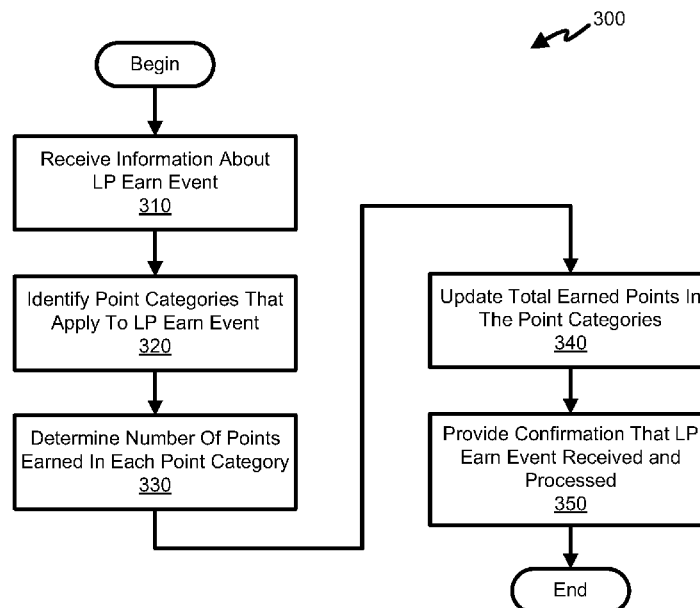 300
Begin
Receive Information About
LP Earn Event
310
Identify Point Categories That
Apply To LP Earn Event
320
Determine Number Of Points
Earned In Each Point Category
330
Update Total Earned Points In
The Point Categories
340
Provide Confirmation That LP
Earn Event Received and
Processed
350
End